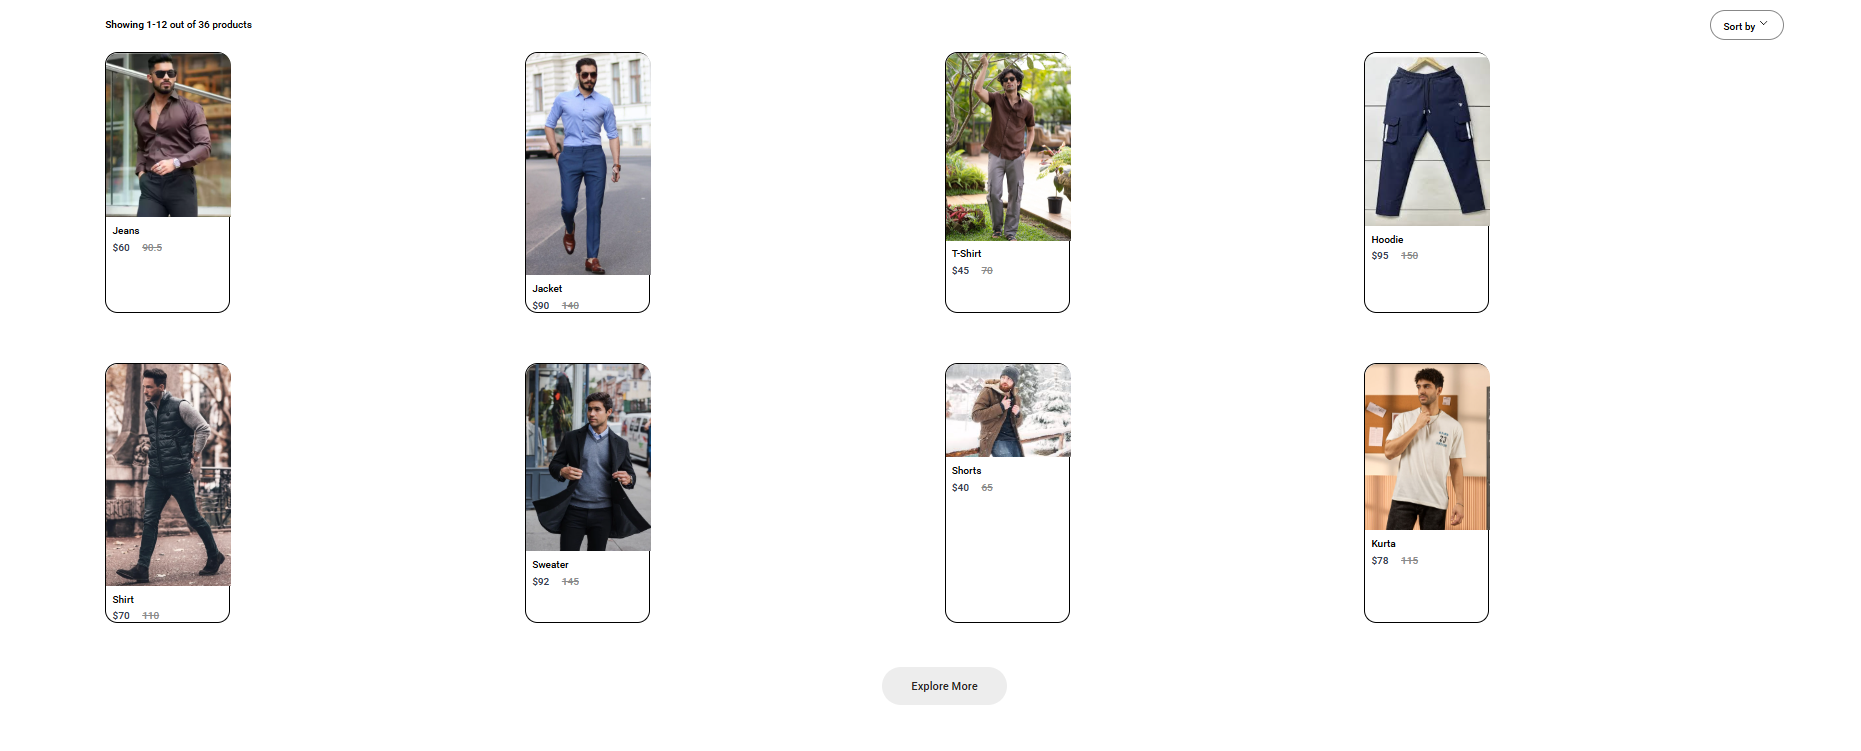 Showing 1-12 out of 36 products
Sort by
Jeans
$60 90.5
Jacket
$90 140
T-Shirt
$45 70
Hoodie
$95 150
Shirt
$70 110
Sweater
$92 145
Shorts
$40 65
Kurta
$78 115
Explore More